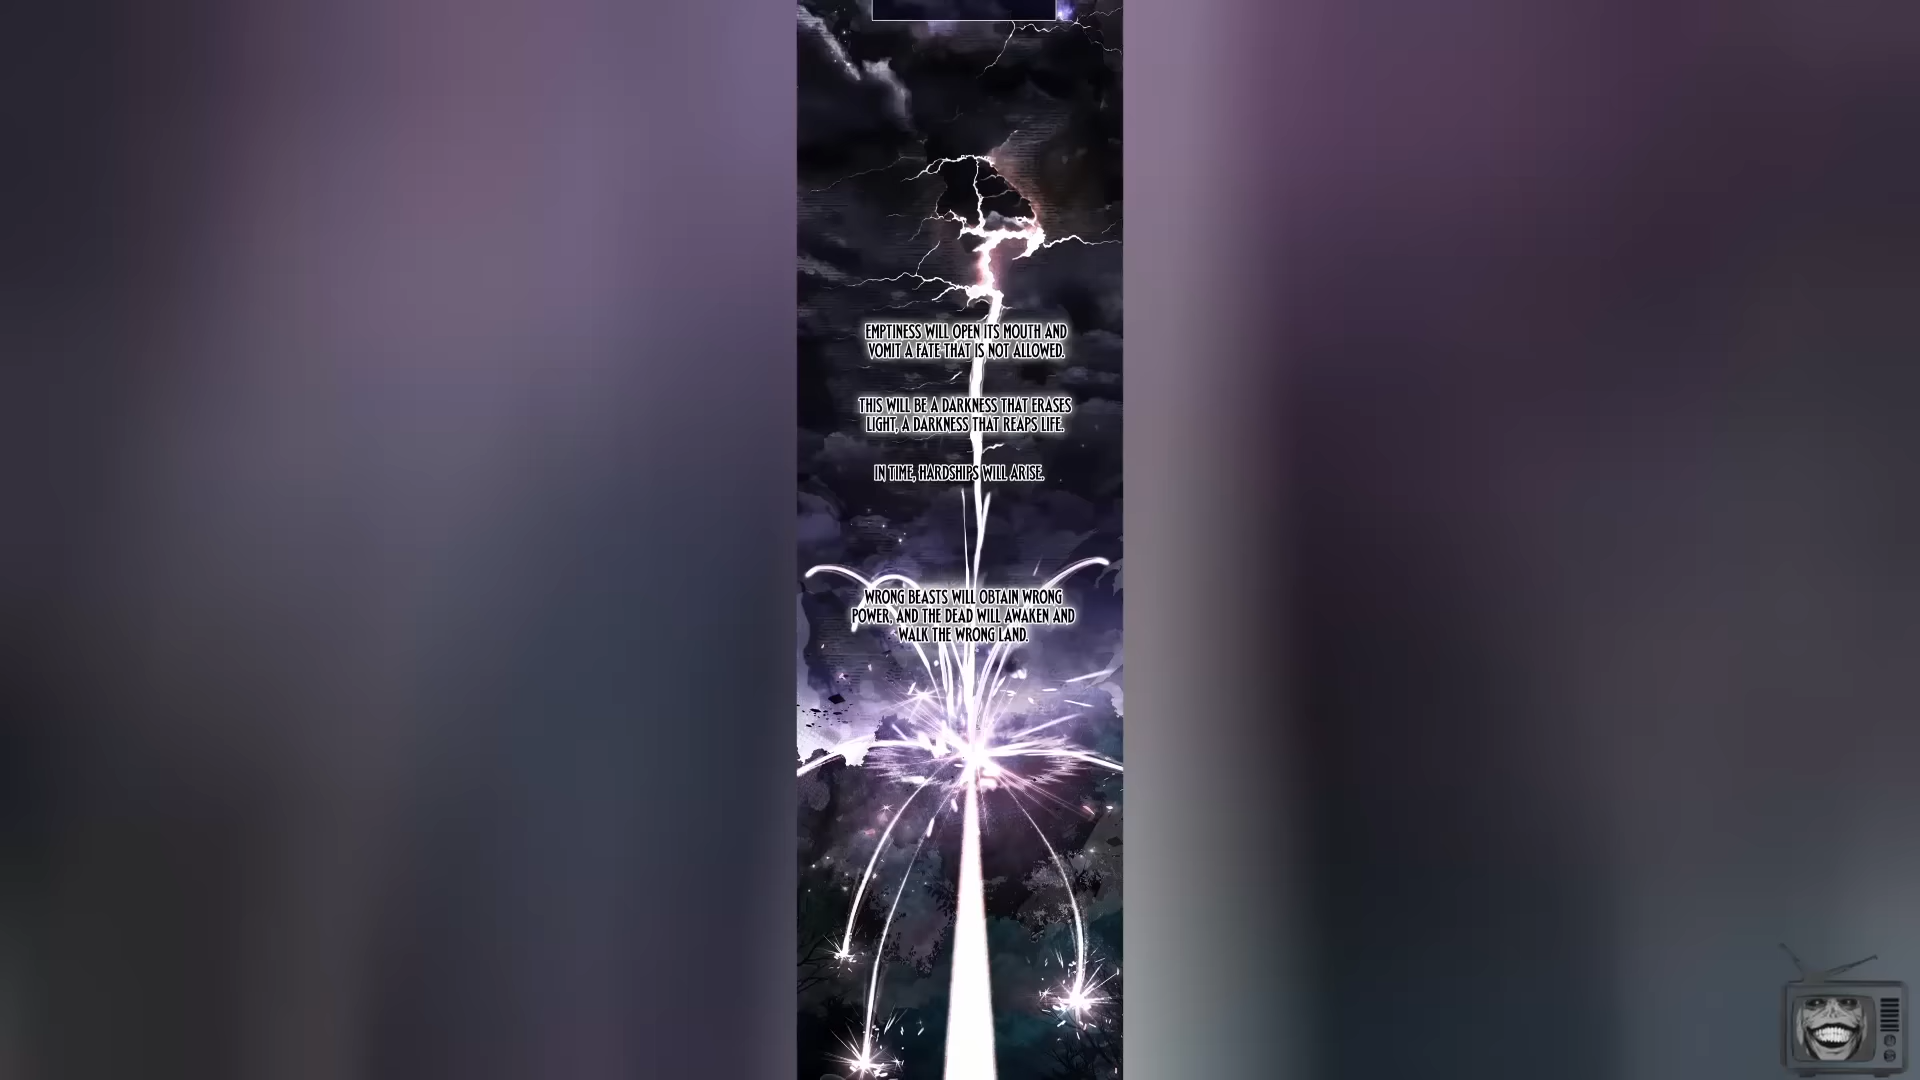 EMPTINESS WILL OPEN ITS MOUTH AND
VOMIT A FATE THAT IS NOT ALLOWED.
THIS WILL BE A DARKNESS THAT ERASES
LIGHT, A DARKNESS THAT REAPS LIFE.
IN TIME, HARDSHIPS WILL ARISE.
WRONG BEASTS WILL OBTAIN WRONG
POWER, AND THE DEAD WILL AWAKEN AND
WALK THE WRONG LAND.